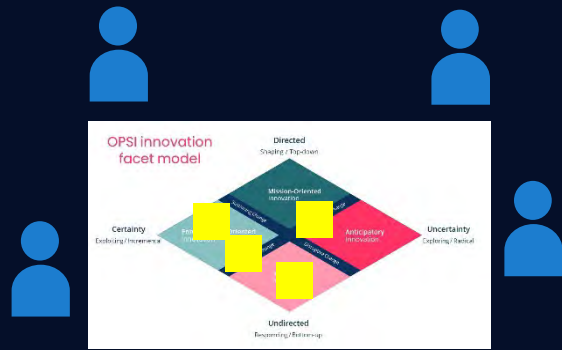 OPSI innovation
facet model
Directed
Shaping / Top-down
Mission-Oriented
Innovation
Certainty
Exploiting / Incremental
Anticipatory
Innovation
Uncertainty
Exploring / Radical
Undirected
Responding / Bottom-up